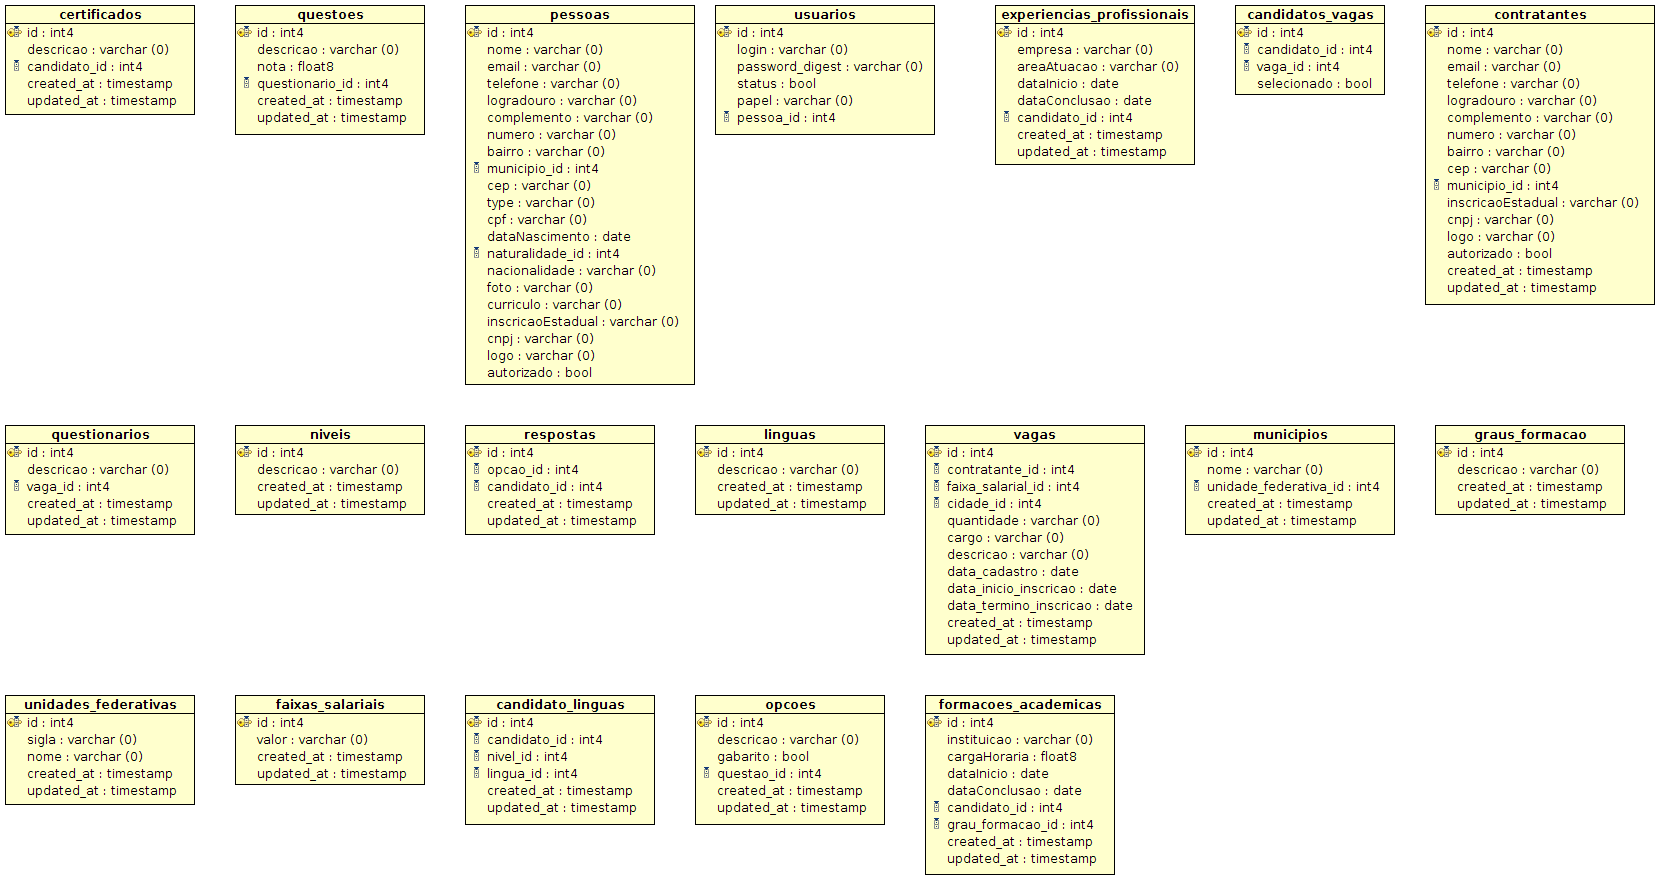 certificados
id : int4
descricao : varchar (0)
candidato_id : int4
created_at : timestamp
updated_at : timestamp
questoes
id : int4
descricao : varchar (0)
nota : float8
questionario_id : int4
created_at : timestamp
updated_at : timestamp
pessoas
id : int4
nome : varchar (0)
email : varchar (0)
telefone : varchar (0)
logradouro : varchar (0)
complemento : varchar (0)
numero : varchar (0)
bairro : varchar (0)
municipio_id : int4
cep : varchar (0)
type : varchar (0)
cpf : varchar (0)
dataNascimento : date
naturalidade_id : int4
nacionalidade : varchar (0)
foto : varchar (0)
curriculo : varchar (0)
inscricaoEstadual : varchar (0)
cnpj : varchar (0)
logo : varchar (0)
autorizado : bool
usuarios
id : int4
login : varchar (0)
password_digest : varchar (0)
status : bool
papel : varchar (0)
pessoa_id : int4
experiencias_profissionais
id : int4
empresa : varchar (0)
areaAtuacao : varchar (0)
dataInicio : date
dataConclusao : date
candidato_id : int4
created_at : timestamp
updated_at : timestamp
candidatos_vagas
id : int4
candidato_id : int4
vaga_id : int4
selecionado : bool
contratantes
id : int4
nome : varchar (0)
email : varchar (0)
telefone : varchar (0)
logradouro : varchar (0)
complemento : varchar (0)
numero : varchar (0)
bairro : varchar (0)
cep : varchar (0)
municipio_id : int4
inscricaoEstadual : varchar (0)
cnpj : varchar (0)
logo : varchar (0)
autorizado : bool
created_at : timestamp
updated_at : timestamp
questionarios
id : int4
descricao : varchar (0)
vaga_id : int4
created_at : timestamp
updated_at : timestamp
niveis
id : int4
descricao : varchar (0)
created_at : timestamp
updated_at : timestamp
respostas
id : int4
opcao_id : int4
candidato_id : int4
created_at : timestamp
updated_at : timestamp
linguas
id : int4
descricao : varchar (0)
created_at : timestamp
updated_at : timestamp
vagas
id : int4
contratante_id : int4
faixa_salarial_id : int4
cidade_id : int4
quantidade : varchar (0)
cargo : varchar (0)
descricao : varchar (0)
data_cadastro : date
data_inicio_inscricao : date
data_termino_inscricao : date
created_at : timestamp
updated_at : timestamp
municipios
id : int4
nome : varchar (0)
unidade_federativa_id : int4
created_at : timestamp
updated_at : timestamp
graus_formacao
id : int4
descricao : varchar (0)
created_at : timestamp
updated_at : timestamp
unidades_federativas
id : int4
sigla : varchar (0)
nome : varchar (0)
created_at : timestamp
updated_at : timestamp
faixas_salariais
id : int4
valor : varchar (0)
created_at : timestamp
updated_at : timestamp
candidato_linguas
id : int4
candidato_id : int4
nivel_id : int4
lingua_id : int4
created_at : timestamp
updated_at : timestamp
opcoes
id : int4
descricao : varchar (0)
gabarito : bool
questao_id : int4
created_at : timestamp
updated_at : timestamp
formacoes_academicas
id : int4
instituicao : varchar (0)
cargaHoraria : float8
dataInicio : date
dataConclusao : date
candidato_id : int4
grau_formacao_id : int4
created_at : timestamp
updated_at : timestamp